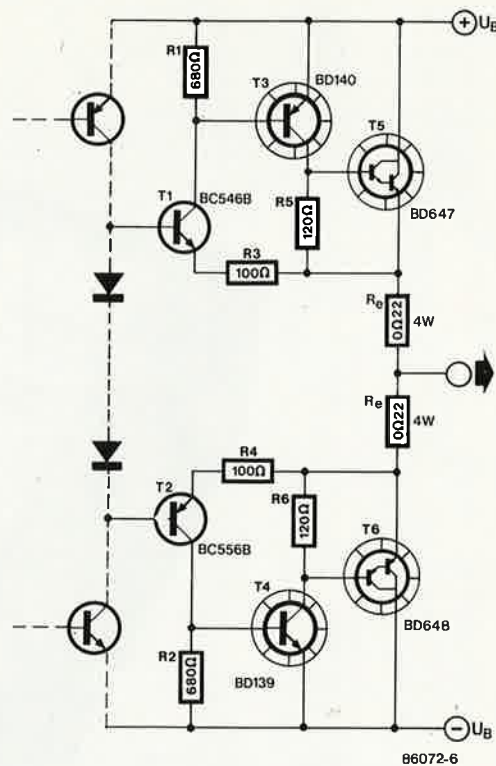 + U_B
R1
680Ω
T3
BD140
T5
T1
BC546B
R5
120Ω
BD647
R3
100Ω
R_e
0Ω22
4W
R_e
0Ω22
4W
R4
100Ω
R6
120Ω
T2
T6
BC556B
T4
BD648
R2
680Ω
BD139
− U_B
86072-6